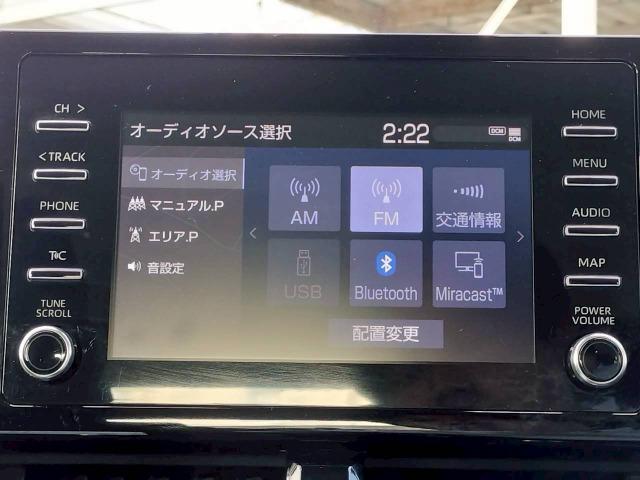 CH >
< TRACK
PHONE
T℃
TUNE
SCROLL
オーディオソース選択
2:22
DCM
DCM
オーディオ選択
マニュアル.P
エリア.P
音設定
AM
FM
交通情報
USB
Bluetooth
Miracast™
配置変更
HOME
MENU
AUDIO
MAP
POWER
VOLUME